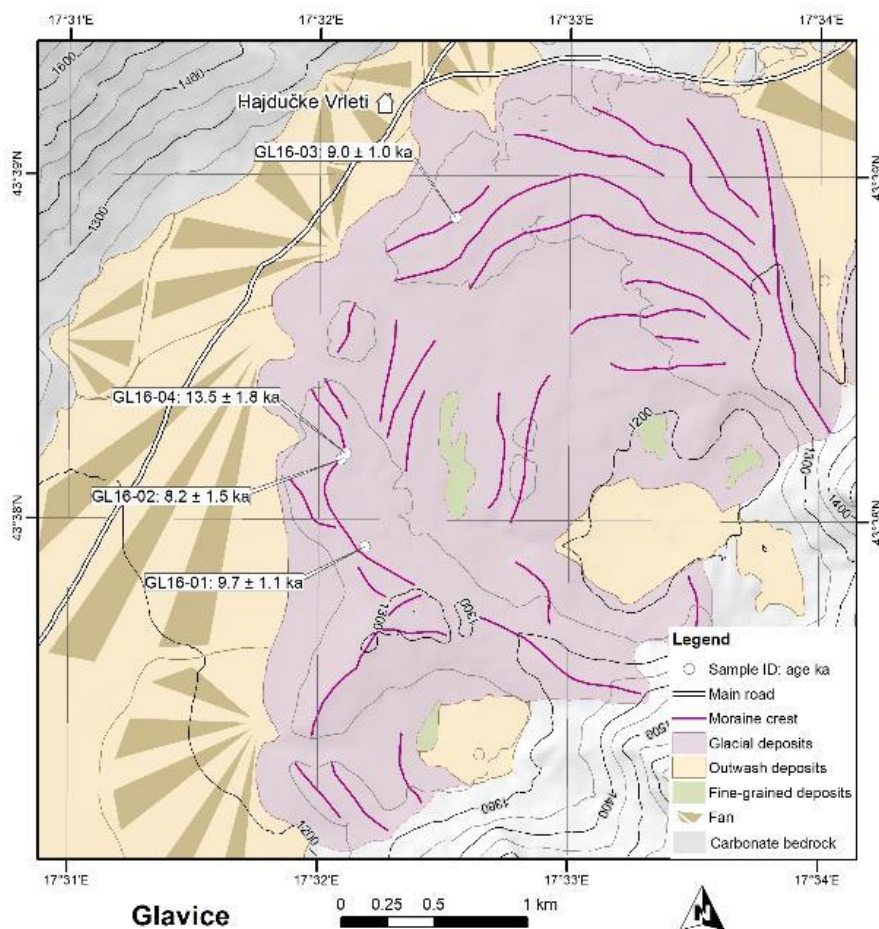 17°31'E 17°32'E 17°33'E 17°34'E
1600
1400
1300
Hajdučke Vrleti
43°39'N
43°39'N
GL16-03: 9.0 ± 1.0 ka
GL16-04: 13.5 ± 1.8 ka
1200
1300
1400
GL16-02: 8.2 ± 1.5 ka
43°38'N
43°38'N
GL16-01: 9.7 ± 1.1 ka
1300
1300
Legend
Sample ID: age ka
Main road
Moraine crest
Glacial deposits
Outwash deposits
Fine-grained deposits
Fan
Carbonate bedrock
1500
1400
1300
1200
17°31'E 17°32'E 17°33'E 17°34'E
Glavice
0 0.25 0.5 1 km
N